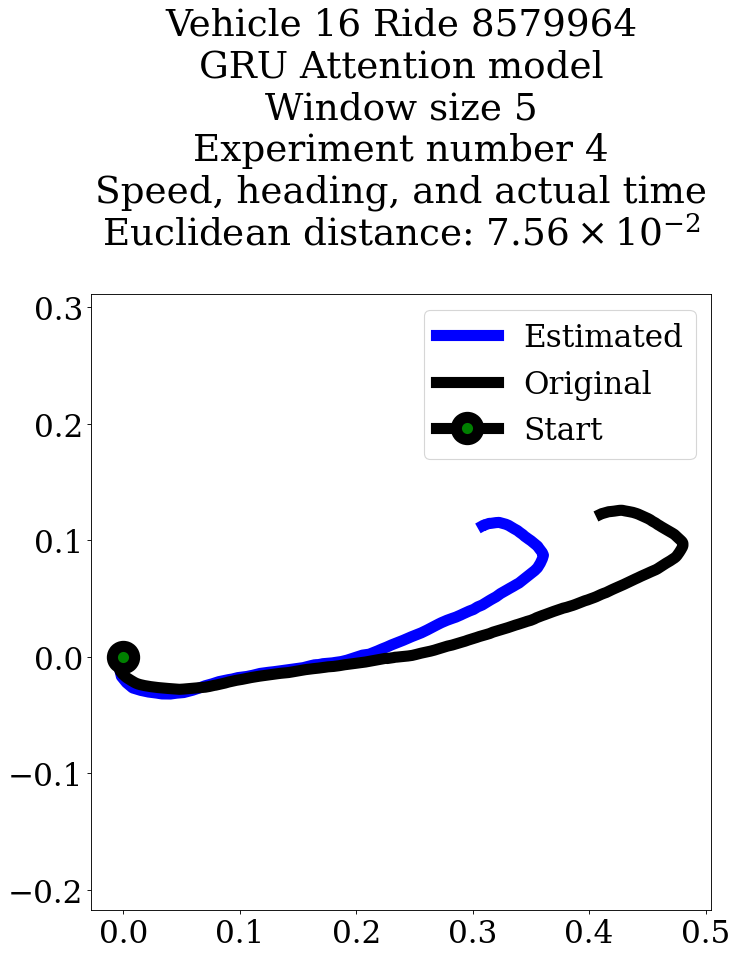 Vehicle 16 Ride 8579964
GRU Attention model
Window size 5
Experiment number 4
Speed, heading, and actual time
Euclidean distance: 7.56 × 10⁻²
Estimated
Original
Start
0.3
0.2
0.1
0.0
−0.1
−0.2
0.0 0.1 0.2 0.3 0.4 0.5